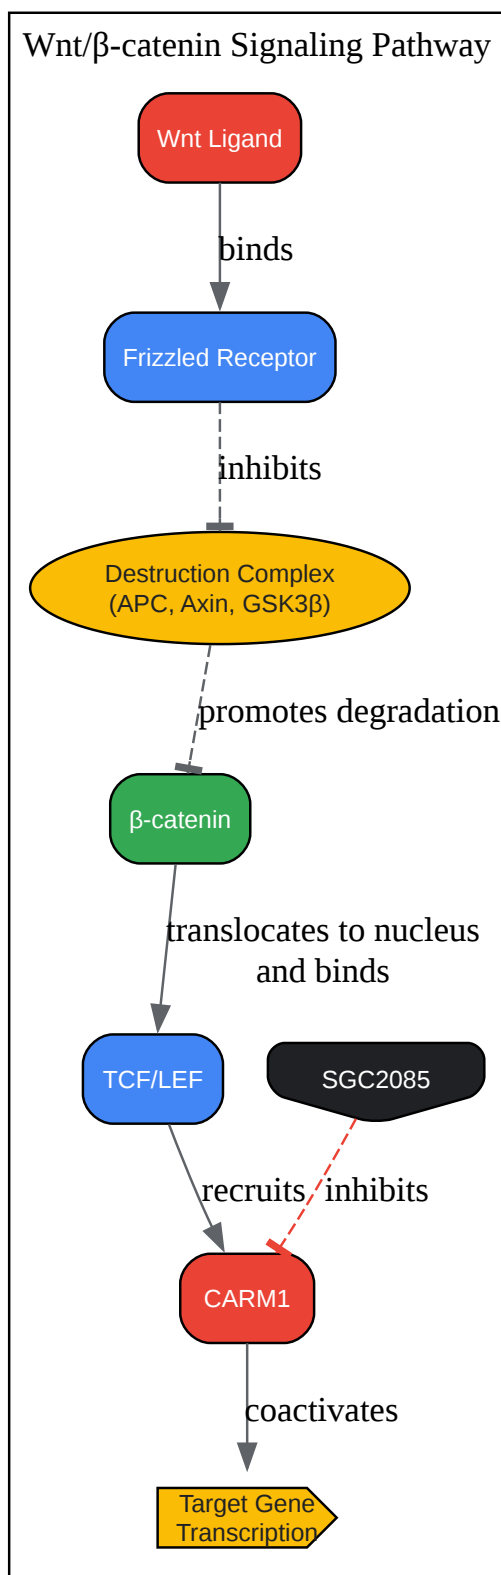 Wnt/β-catenin Signaling Pathway
Wnt Ligand
binds
Frizzled Receptor
inhibits
Destruction Complex
(APC, Axin, GSK3β)
promotes degradation
β-catenin
translocates to nucleus
and binds
TCF/LEF
SGC2085
recruits
inhibits
CARM1
coactivates
Target Gene
Transcription